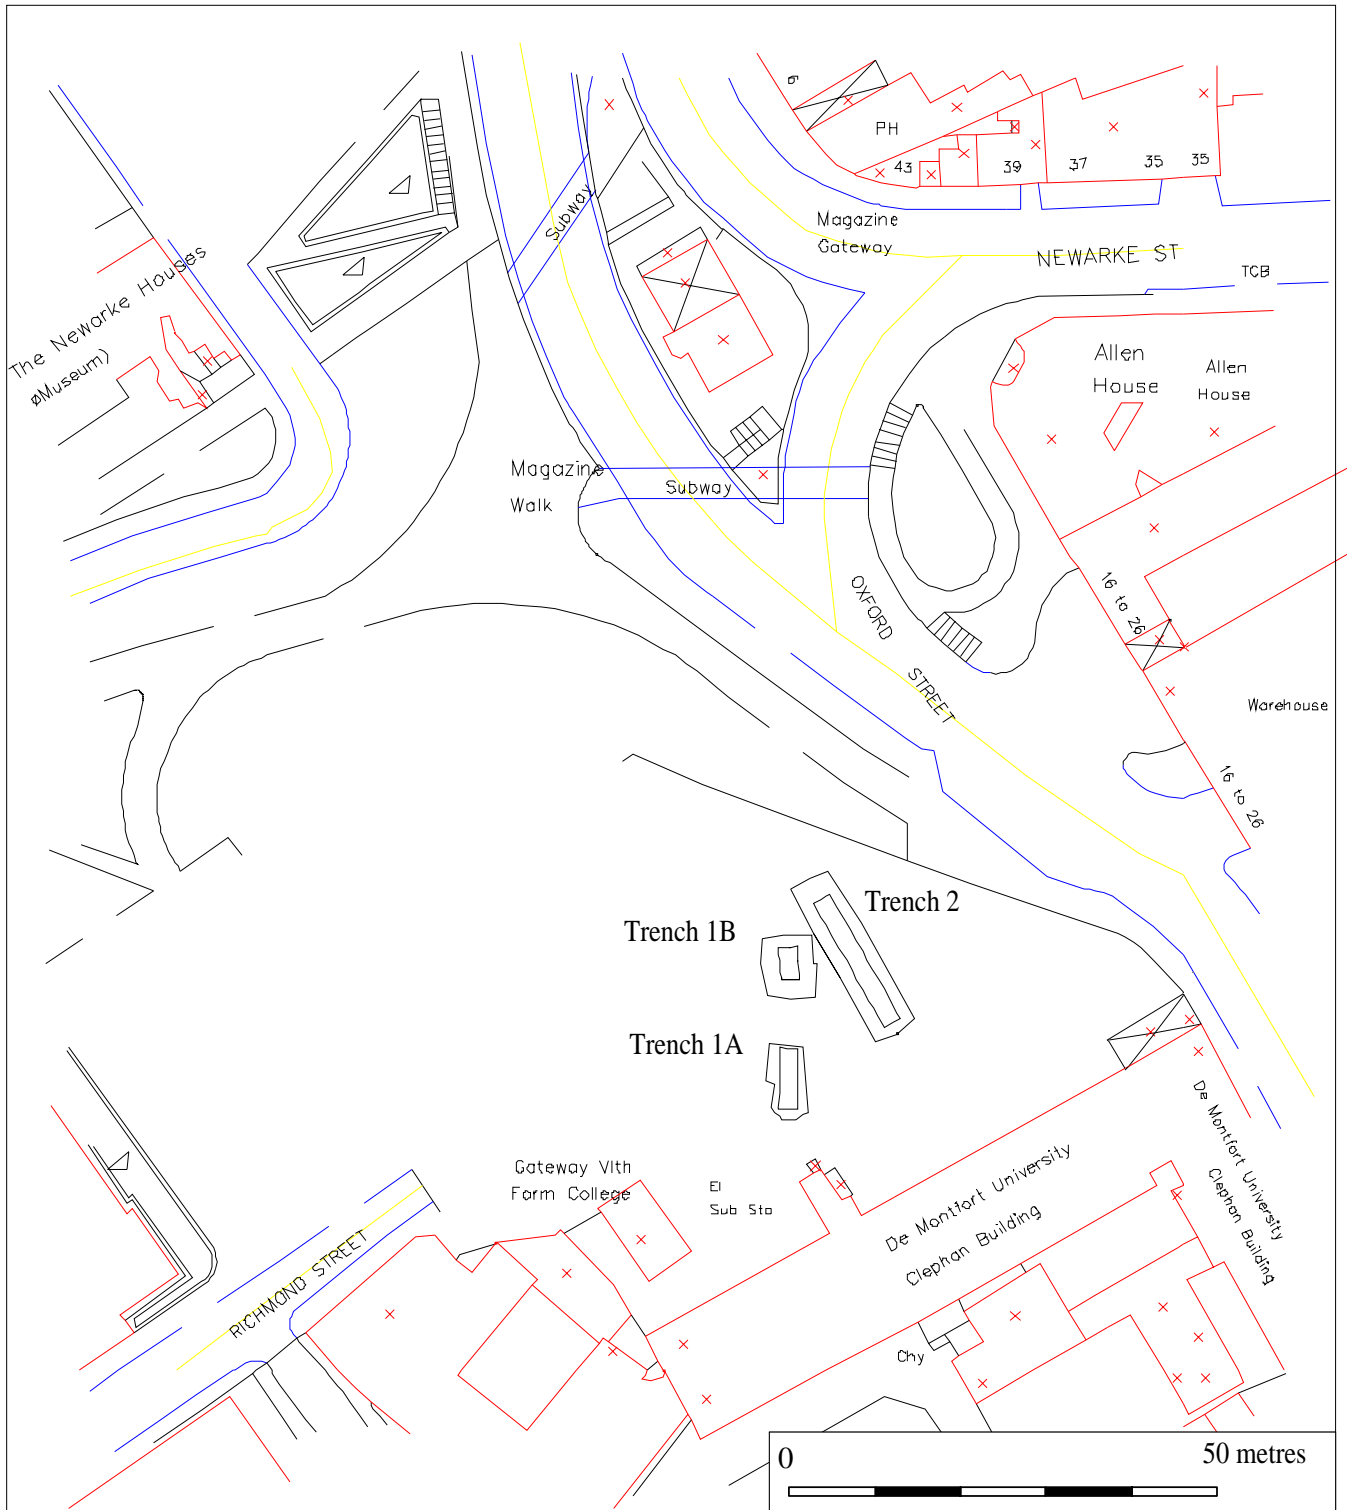 6
PH
43
39
37
35
35
Subway
Magazine
Gateway
NEWARKE ST
TCB
The Newarke Houses
øMuseum)
Allen
House
Allen
House
Magazine
Walk
Subway
OXFORD
STREET
16 to 26
Warehouse
16 to 26
Trench 2
Trench 1B
Trench 1A
Gateway VIth
Form College
El
Sub Sta
De Montfort University
Clephan Building
De Montfort University
Clephan Building
RICHMOND STREET
Chy
0
50 metres